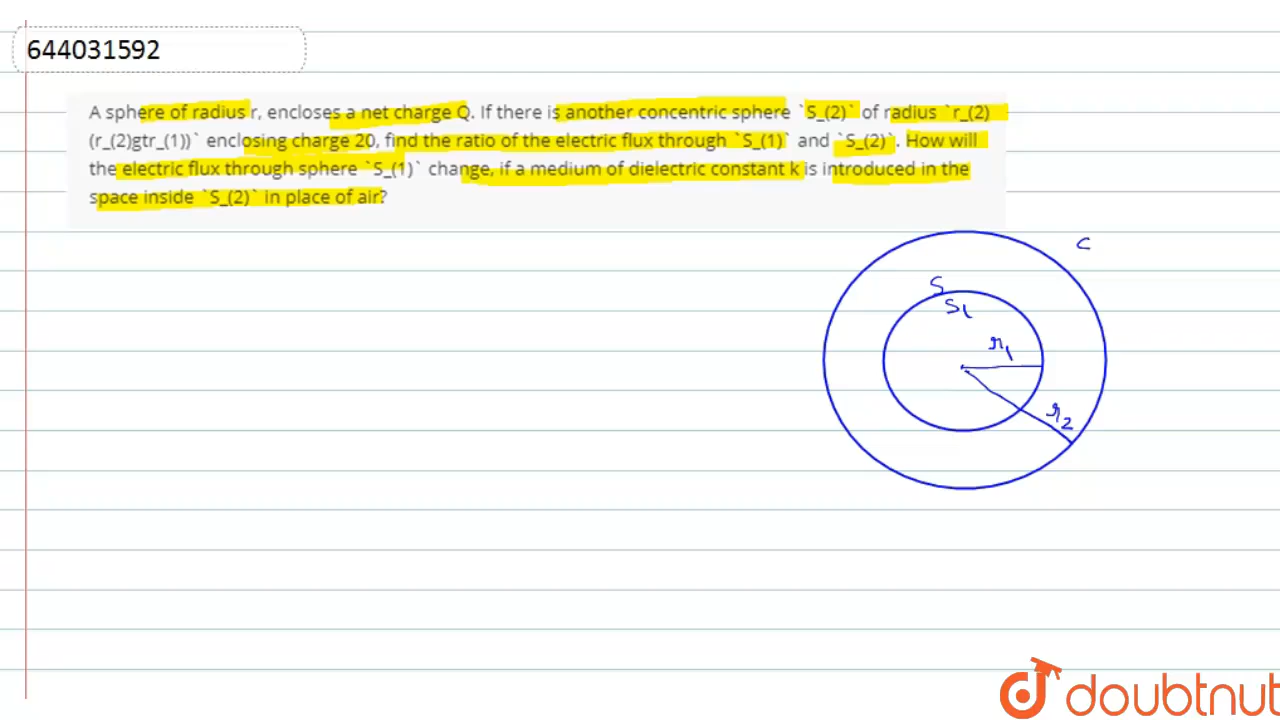 644031592
A sphere of radius r, encloses a net charge Q. If there is another concentric sphere `S_(2)` of radius `r_(2)
(r_(2)gtr_(1))` enclosing charge 20, find the ratio of the electric flux through `S_(1)` and `S_(2)`. How will
the electric flux through sphere `S_(1)` change, if a medium of dielectric constant k is introduced in the
space inside `S_(2)` in place of air?
S
S1
r1
r2
doubtnut